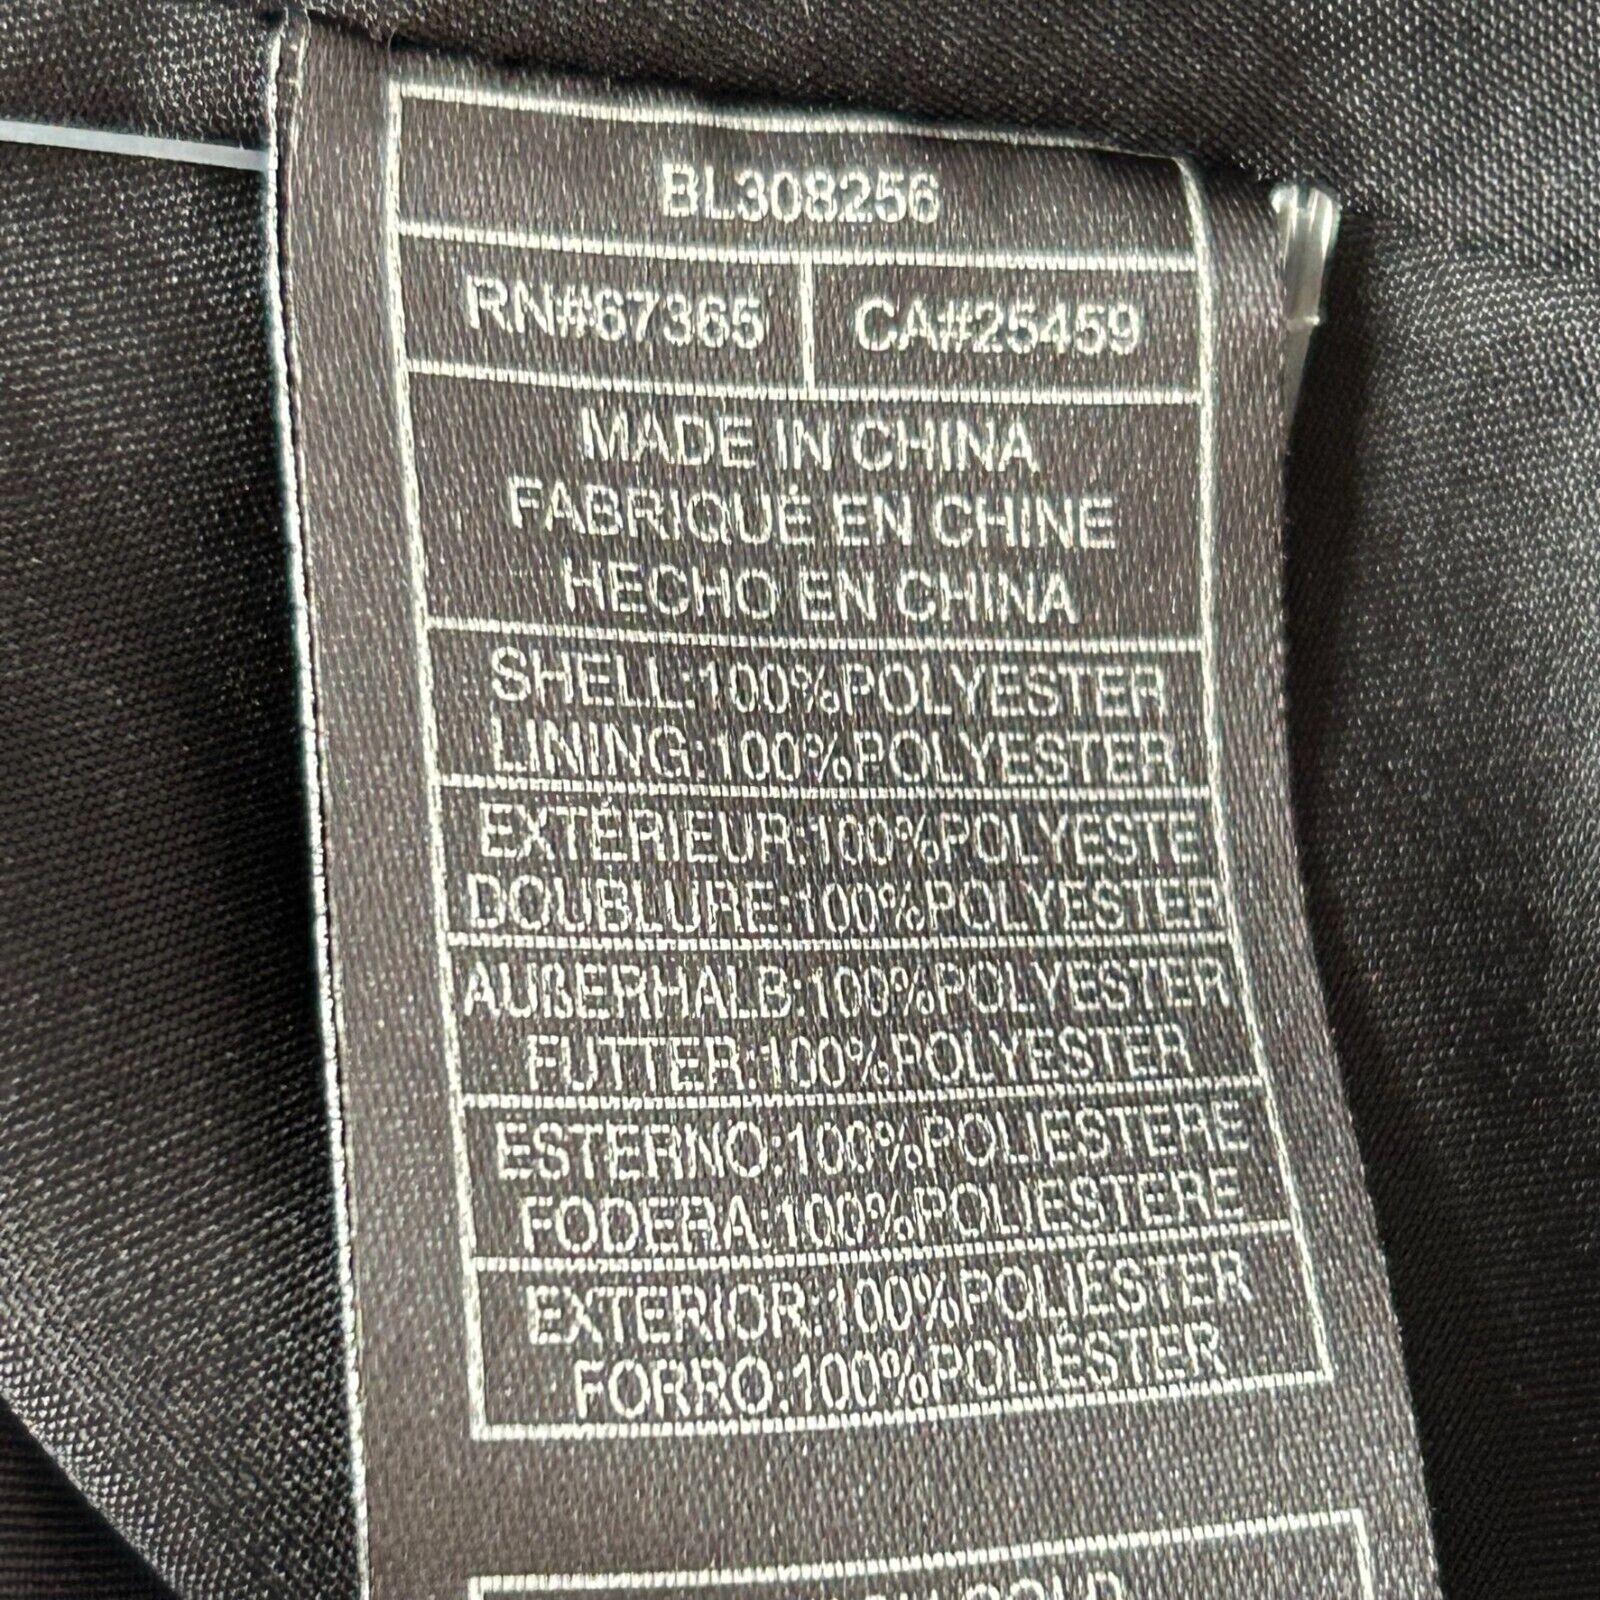 BL308256
RN#67365 CA#25459
MADE IN CHINA
FABRIQUÉ EN CHINE
HECHO EN CHINA
SHELL:100%POLYESTER
LINING:100%POLYESTER
EXTÉRIEUR:100%POLYESTE
DOUBLURE:100%POLYESTER
AUßERHALB:100%POLYESTER
FUTTER:100%POLYESTER
ESTERNO:100%POLIESTERE
FODERA:100%POLIESTERE
EXTERIOR:100%POLIÉSTER
FORRO:100%POLIÉSTER
COLD